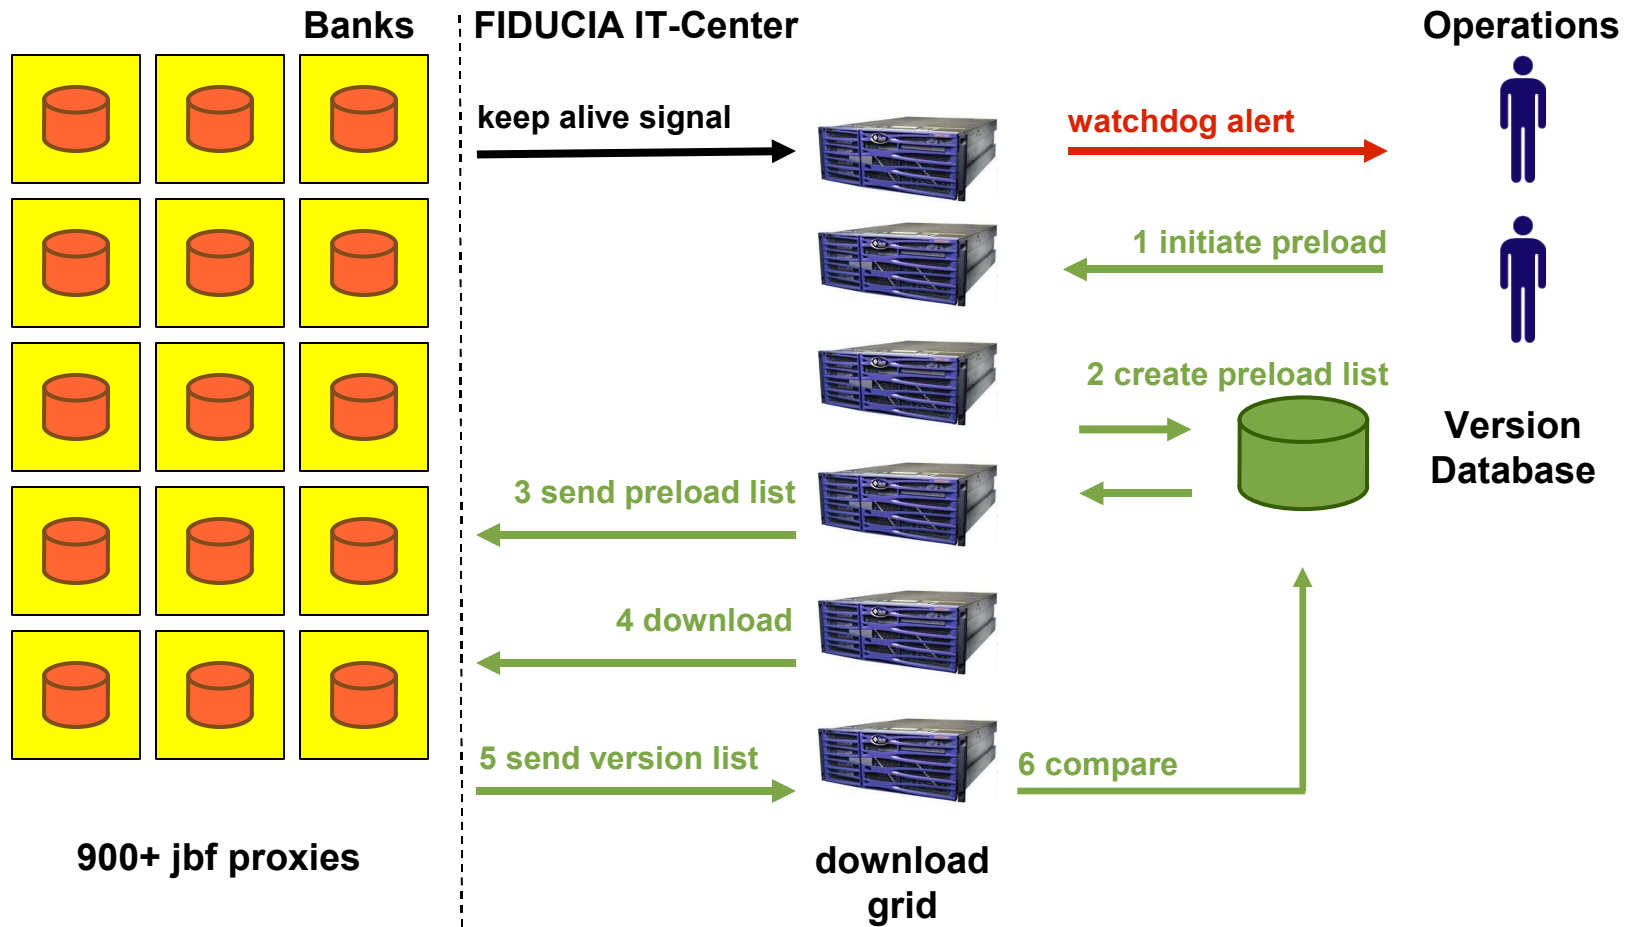 Banks
FIDUCIA IT-Center
Operations
keep alive signal
watchdog alert
1 initiate preload
2 create preload list
Version
Database
3 send preload list
4 download
5 send version list
6 compare
900+ jbf proxies
download
grid